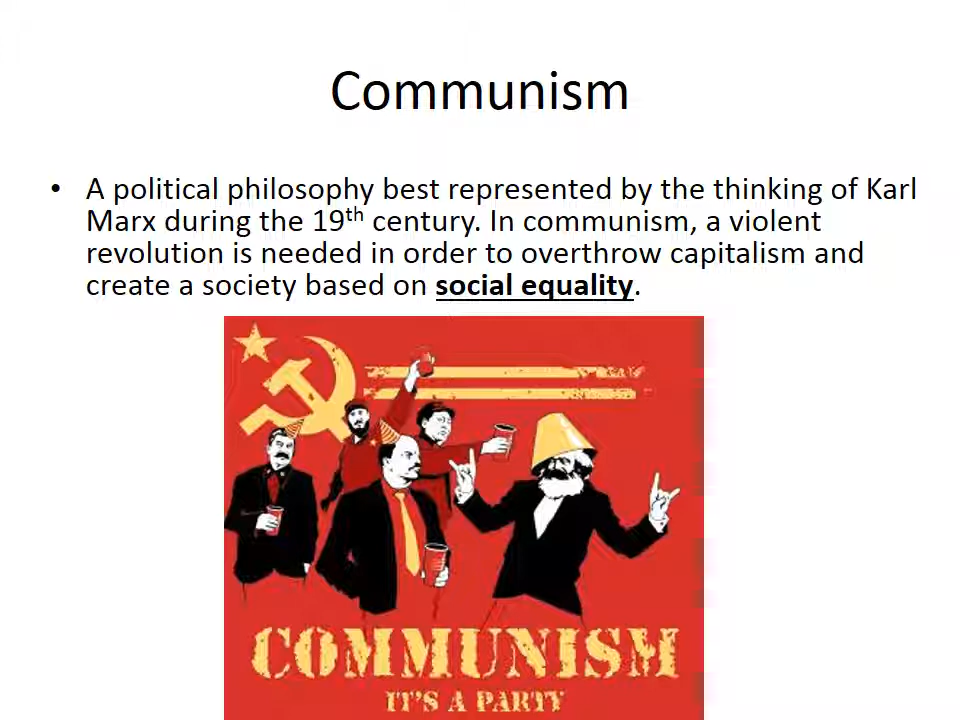 Communism
• A political philosophy best represented by the thinking of Karl
Marx during the 19th century. In communism, a violent
revolution is needed in order to overthrow capitalism and
create a society based on social equality.
COMMUNISM
IT'S A PARTY